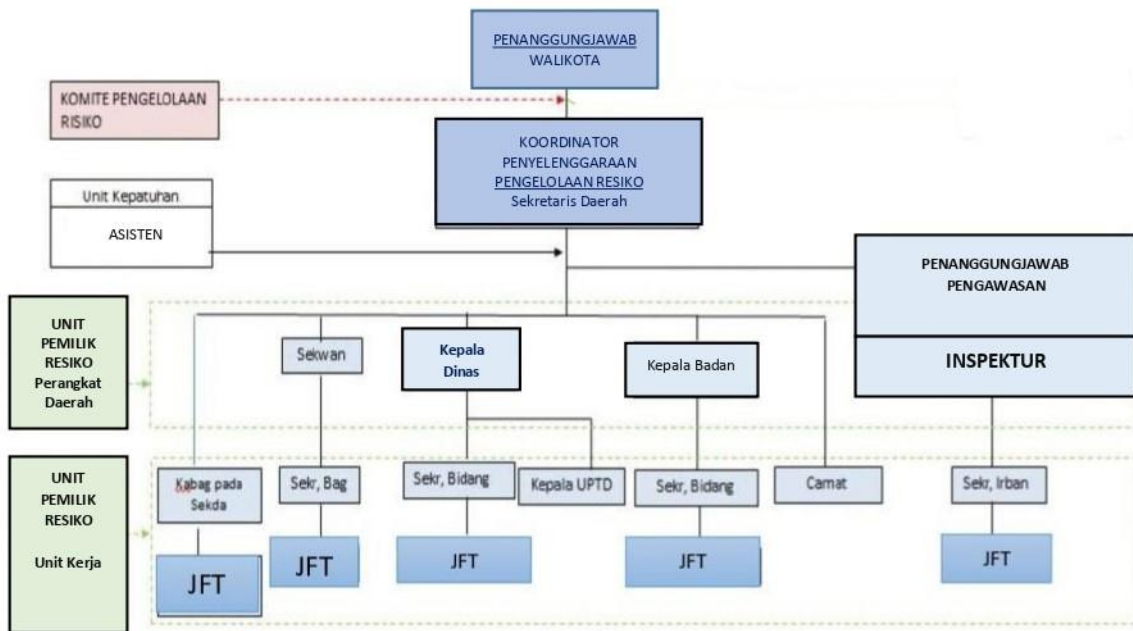 PENANGGUNGJAWAB
WALIKOTA
KOMITE PENGELOLAAN
RISIKO
KOORDINATOR
PENYELENGGARAAN
PENGELOLAAN RESIKO
Sekretaris Daerah
Unit Kepatuhan
ASISTEN
PENANGGUNGJAWAB
PENGAWASAN
INSPEKTUR
UNIT
PEMILIK
RESIKO
Perangkat
Daerah
Sekwan
Kepala
Dinas
Kepala Badan
UNIT
PEMILIK
RESIKO
Unit Kerja
Kabag pada
Sekda
Sekr, Bag
Sekr, Bidang
Kepala UPTD
Sekr, Bidang
Camat
Sekr, Irban
JFT
JFT
JFT
JFT
JFT